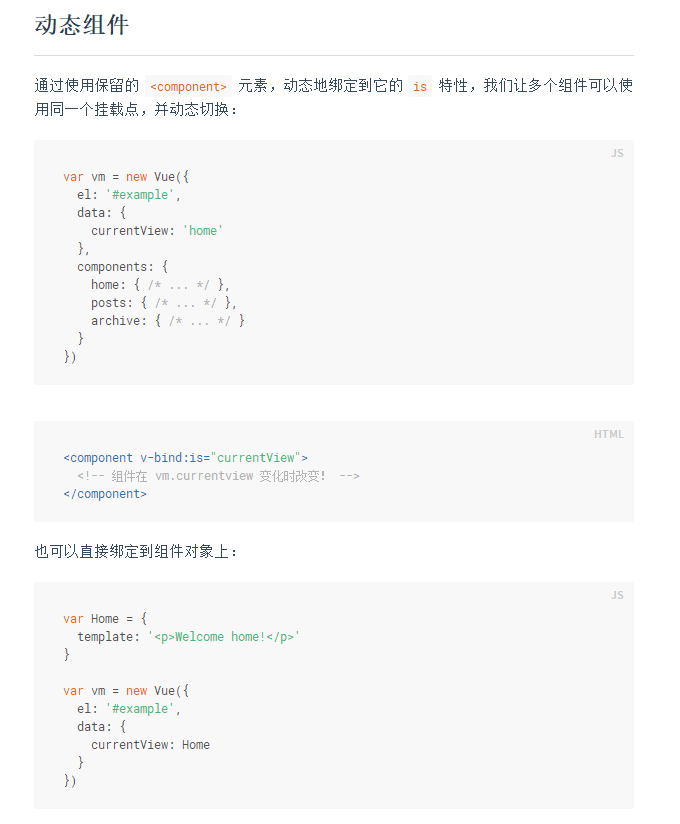 动态组件
通过使用保留的 <component> 元素，动态地绑定到它的 is 特性，我们让多个组件可以使
用同一个挂载点，并动态切换：
JS
var vm = new Vue({
  el: '#example',
  data: {
    currentView: 'home'
  },
  components: {
    home: { /* ... */ },
    posts: { /* ... */ },
    archive: { /* ... */ }
  }
})
HTML
<component v-bind:is="currentView">
  <!-- 组件在 vm.currentview 变化时改变！ -->
</component>
也可以直接绑定到组件对象上：
JS
var Home = {
  template: '<p>Welcome home!</p>'
}

var vm = new Vue({
  el: '#example',
  data: {
    currentView: Home
  }
})